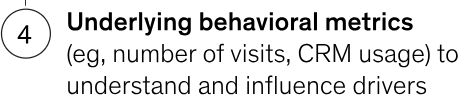 4
Underlying behavioral metrics
(eg, number of visits, CRM usage) to
understand and influence drivers